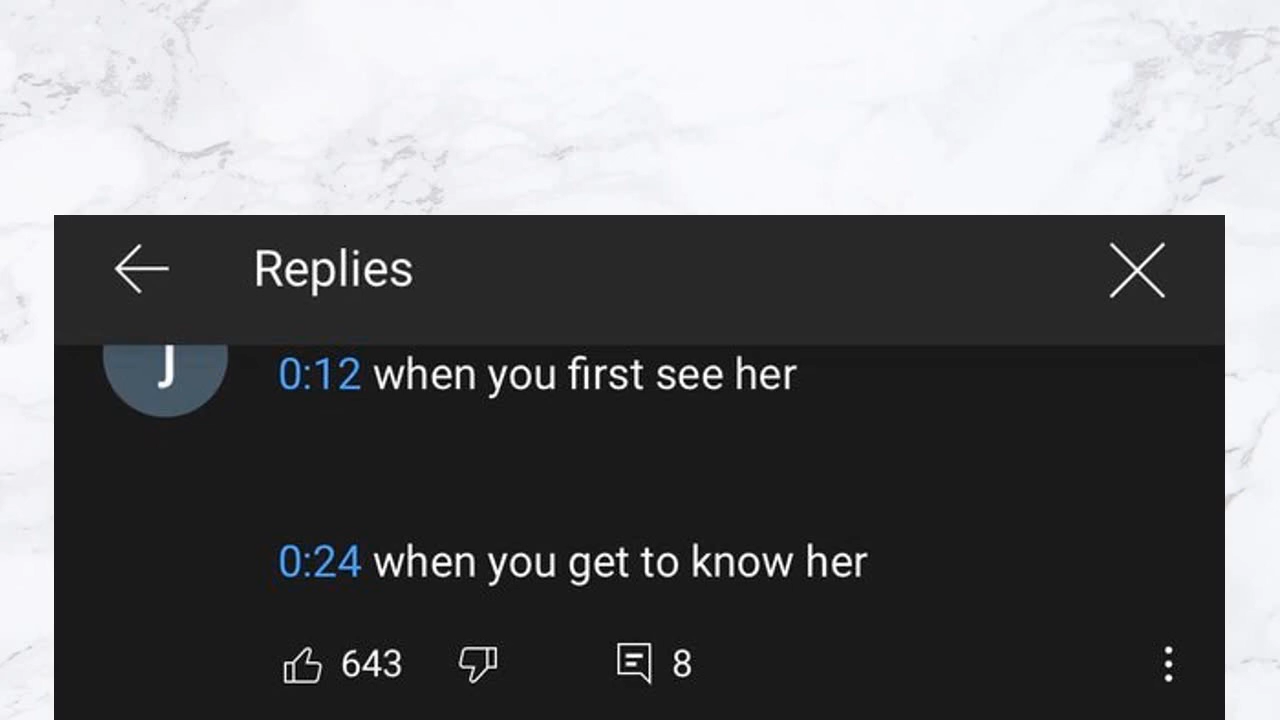 Replies
J
0:12 when you first see her
0:24 when you get to know her
643
8